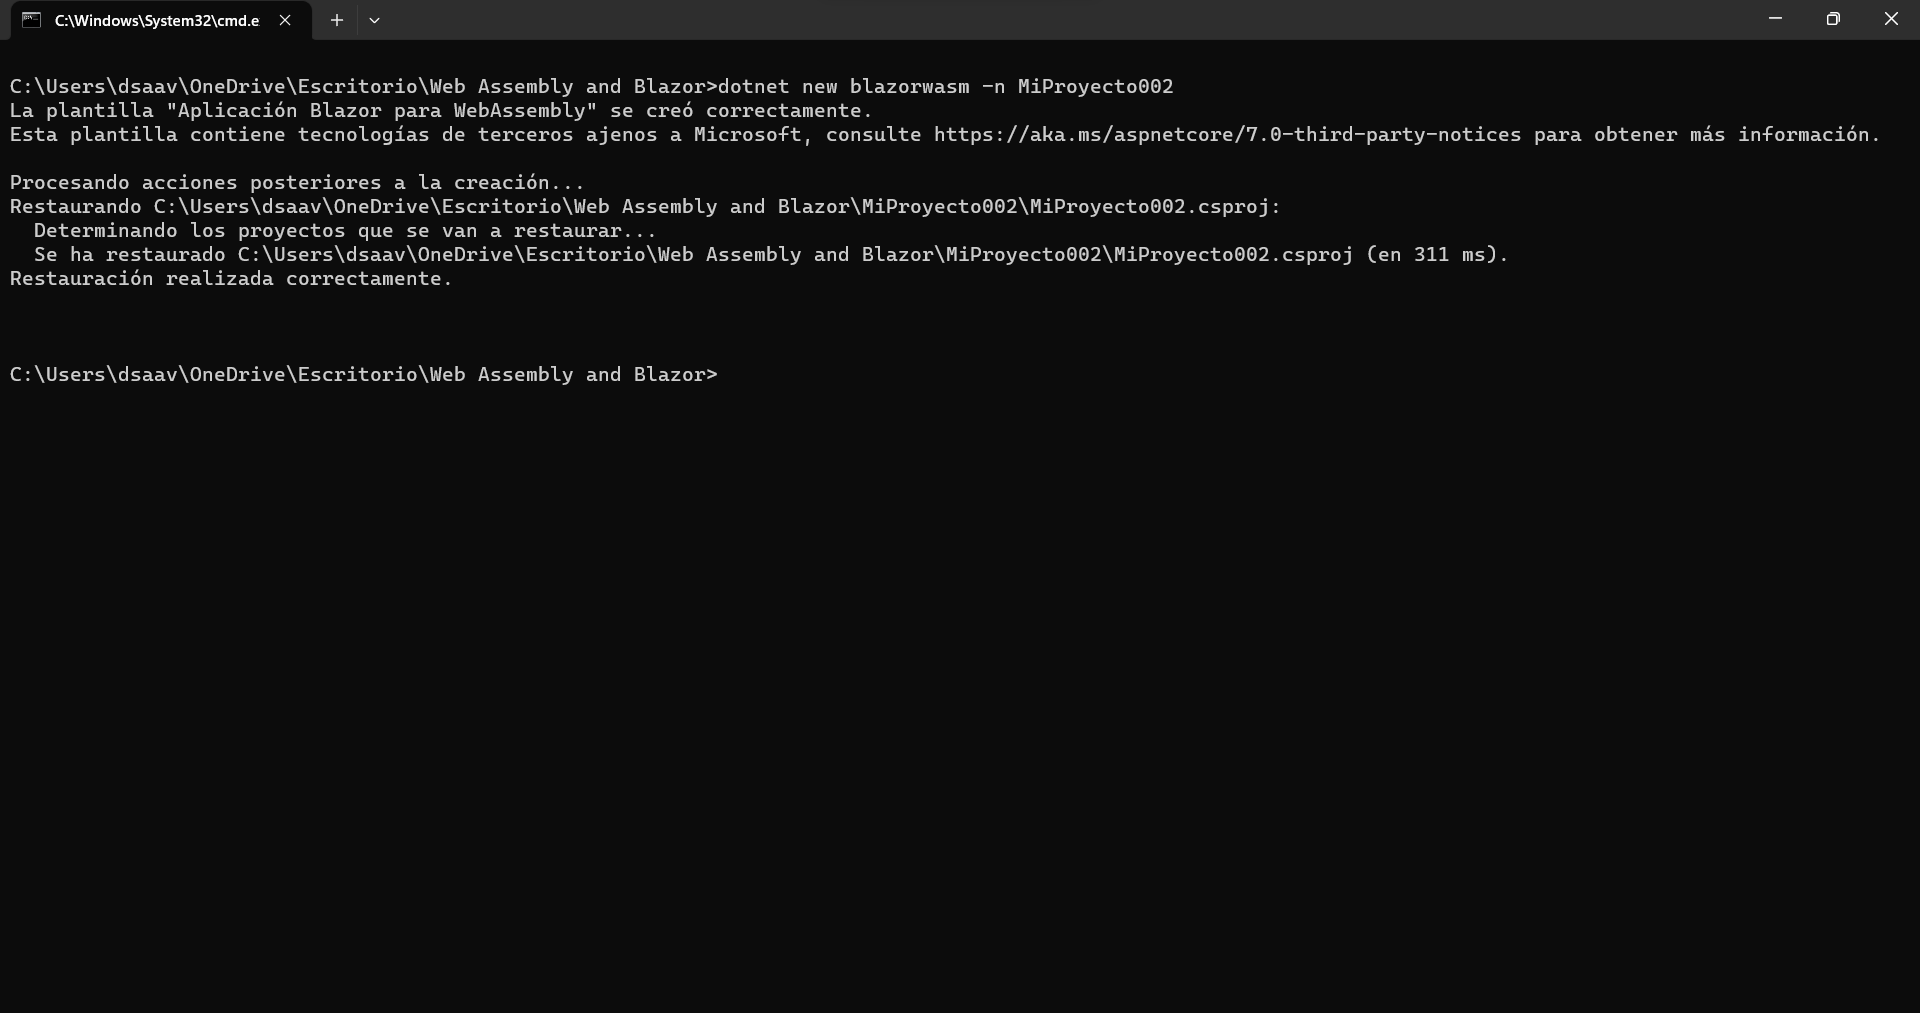 C:\Windows\System32\cmd.e
C:\Users\dsaav\OneDrive\Escritorio\Web Assembly and Blazor>dotnet new blazorwasm -n MiProyecto002
La plantilla "Aplicación Blazor para WebAssembly" se creó correctamente.
Esta plantilla contiene tecnologías de terceros ajenos a Microsoft, consulte https://aka.ms/aspnetcore/7.0-third-party-notices para obtener más información.
Procesando acciones posteriores a la creación...
Restaurando C:\Users\dsaav\OneDrive\Escritorio\Web Assembly and Blazor\MiProyecto002\MiProyecto002.csproj:
Determinando los proyectos que se van a restaurar...
Se ha restaurado C:\Users\dsaav\OneDrive\Escritorio\Web Assembly and Blazor\MiProyecto002\MiProyecto002.csproj (en 311 ms).
Restauración realizada correctamente.
C:\Users\dsaav\OneDrive\Escritorio\Web Assembly and Blazor>